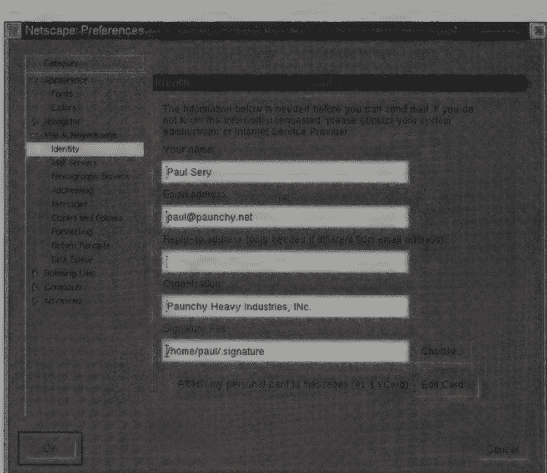 Netscape: Preferences
Category
Appearance
Fonts
Colors
Navigator
Mail & Newsgroups
Identity
Mail Servers
Newsgroups Servers
Addressing
Messages
Copies and Folders
Formatting
Return Receipts
Disk Space
Roaming User
Composer
Advanced
Identity
The information below is needed before you can send mail. If you do
not know the information requested, please contact your system
administrator or Internet Service Provider.
Your name:
Paul Sery
Email address:
paul@paunchy.net
Reply-to address (only needed if different from email address):
Organization:
Paunchy Heavy Industries, INc.
Signature File:
/home/paul/.signature
Choose...
Attach my personal card to messages (as a vCard)
Edit Card...
OK
Cancel